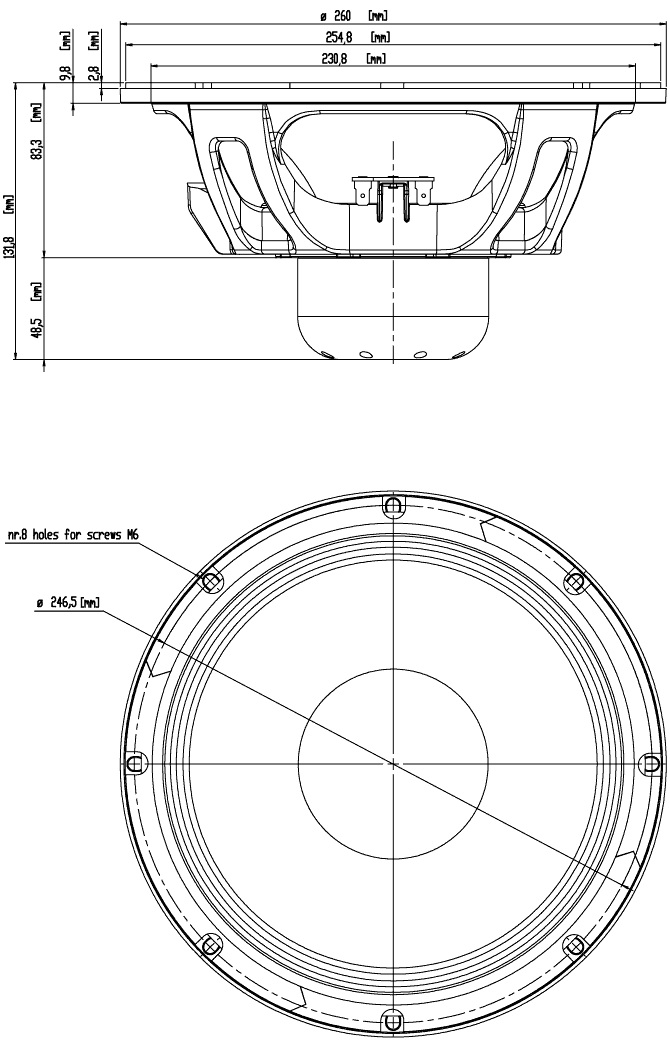 ø 260 [mm]
254,8 [mm]
230,8 [mm]
9,8 [mm]
2,8 [mm]
83,3 [mm]
131,8 [mm]
48,5 [mm]
nr.8 holes for screws M6
ø 246,5 [mm]